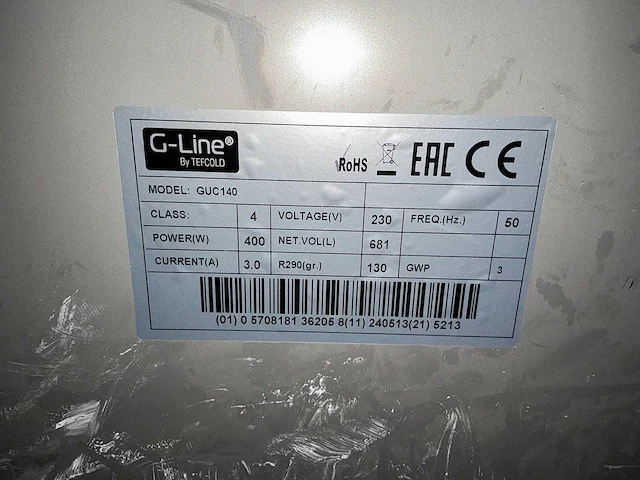 G-Line®
By TEFCOLD
RoHS
EAC CE
MODEL: GUC140
CLASS: 4 VOLTAGE(V) 230 FREQ.(Hz.) 50
POWER(W) 400 NET.VOL(L) 681
CURRENT(A) 3.0 R290(gr.) 130 GWP 3
(01) 0 5708181 36205 8(11) 240513(21) 5213